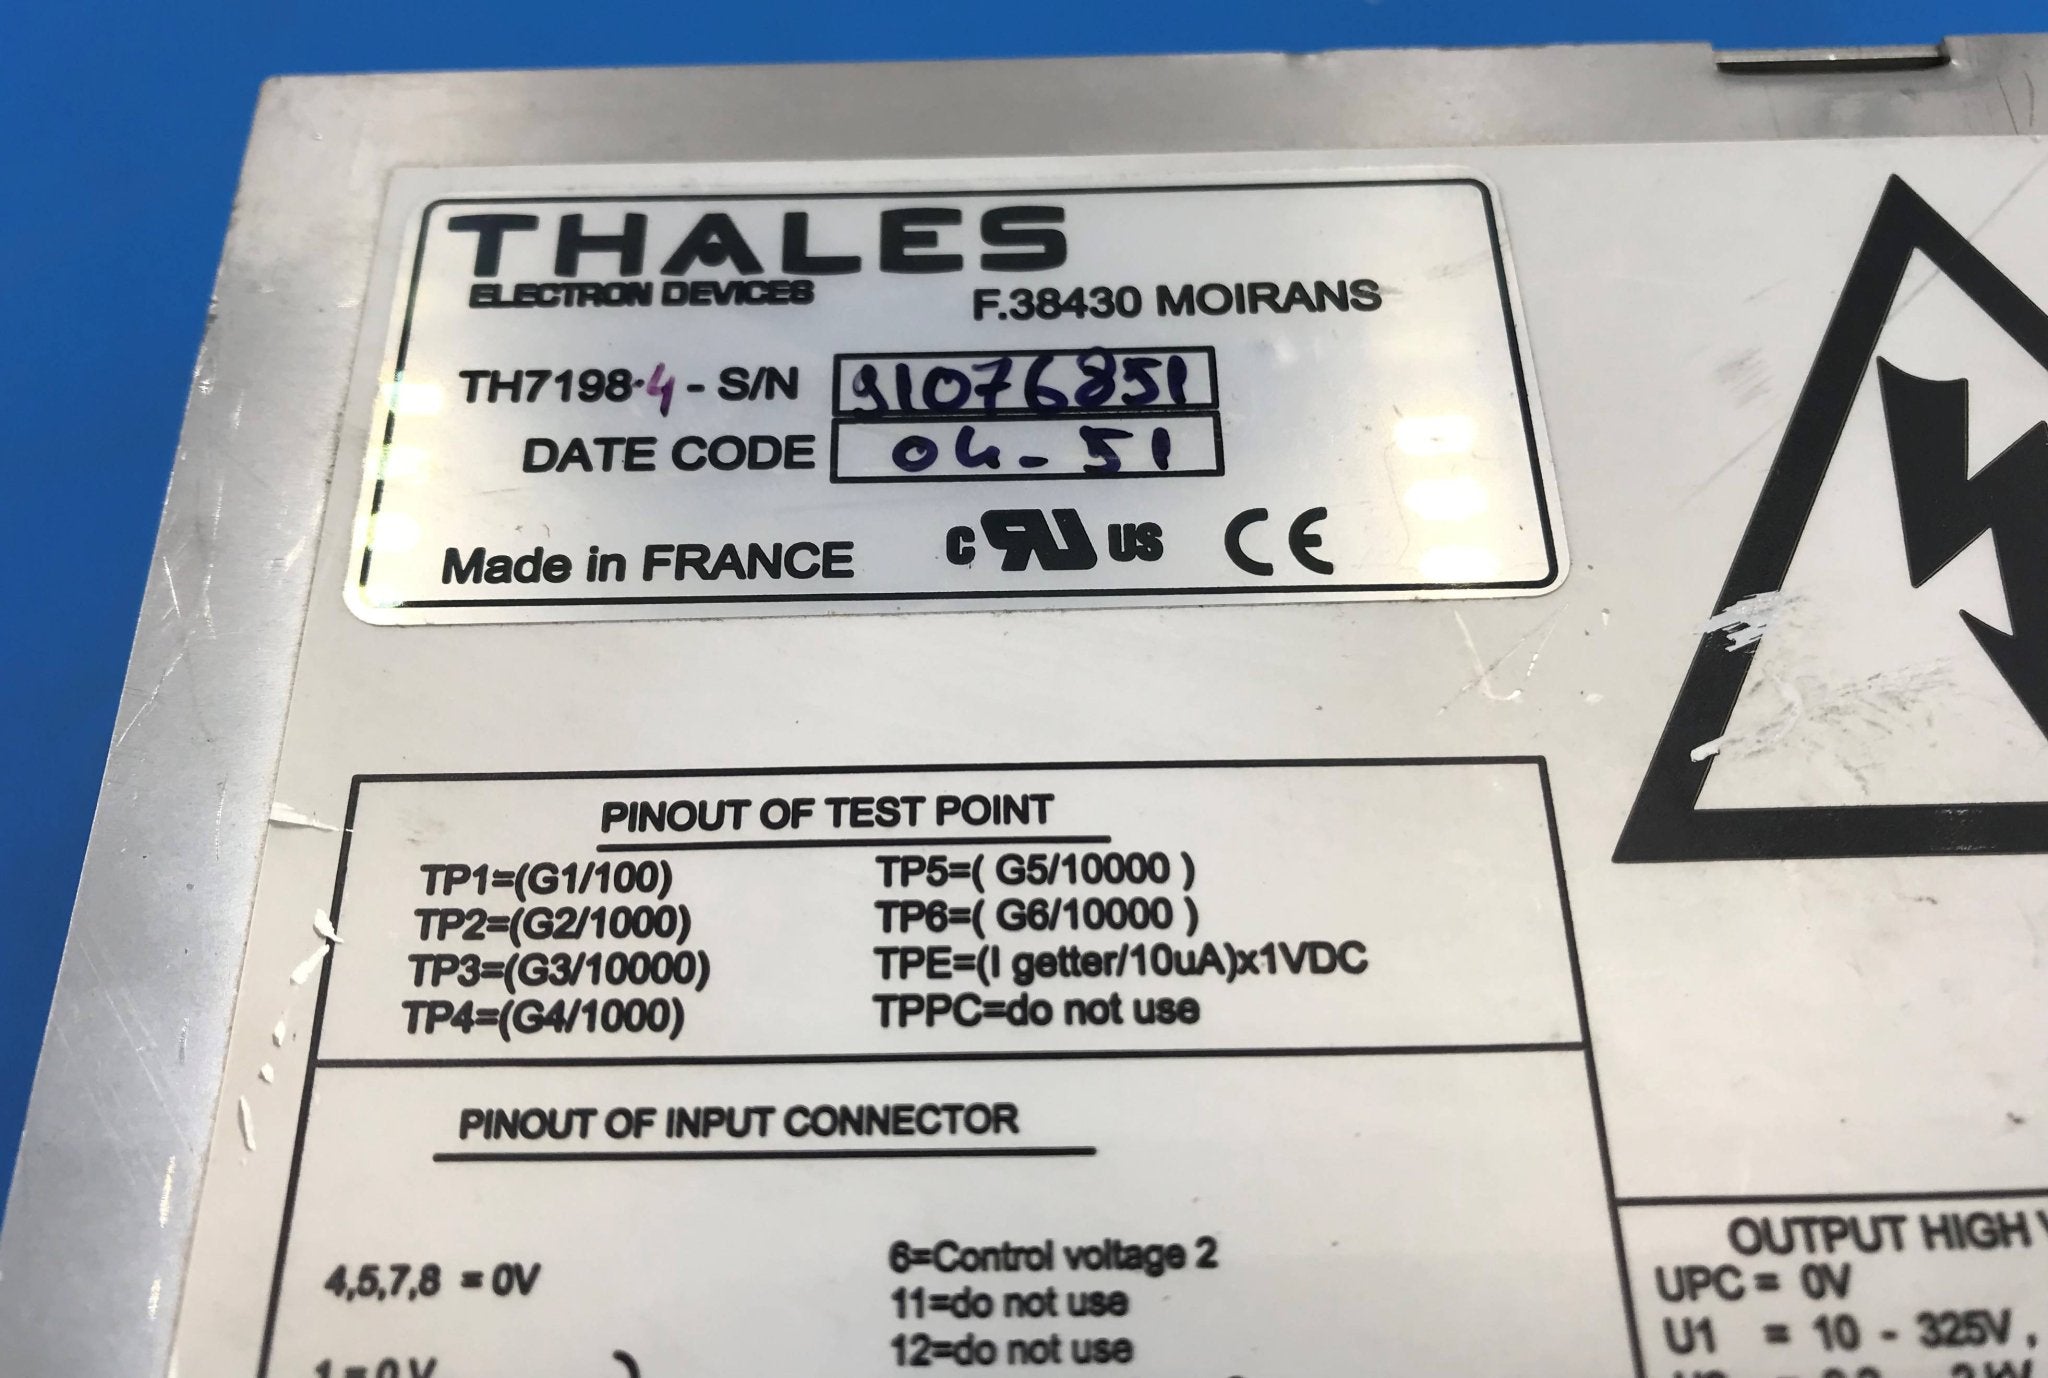 THALES
ELECTRON DEVICES
F.38430 MOIRANS
TH7198.4 - S/N 91076851
DATE CODE 04-51
Made in FRANCE c RU US CE
PINOUT OF TEST POINT
TP1=(G1/100)
TP2=(G2/1000)
TP3=(G3/10000)
TP4=(G4/1000)
TP5=( G5/10000 )
TP6=( G6/10000 )
TPE=(I getter/10uA)x1VDC
TPPC=do not use
PINOUT OF INPUT CONNECTOR
4,5,7,8 = 0V
1=0V
6=Control voltage 2
11=do not use
12=do not use
OUTPUT HIGH
UPC = 0V
U1 = 10 - 325V,